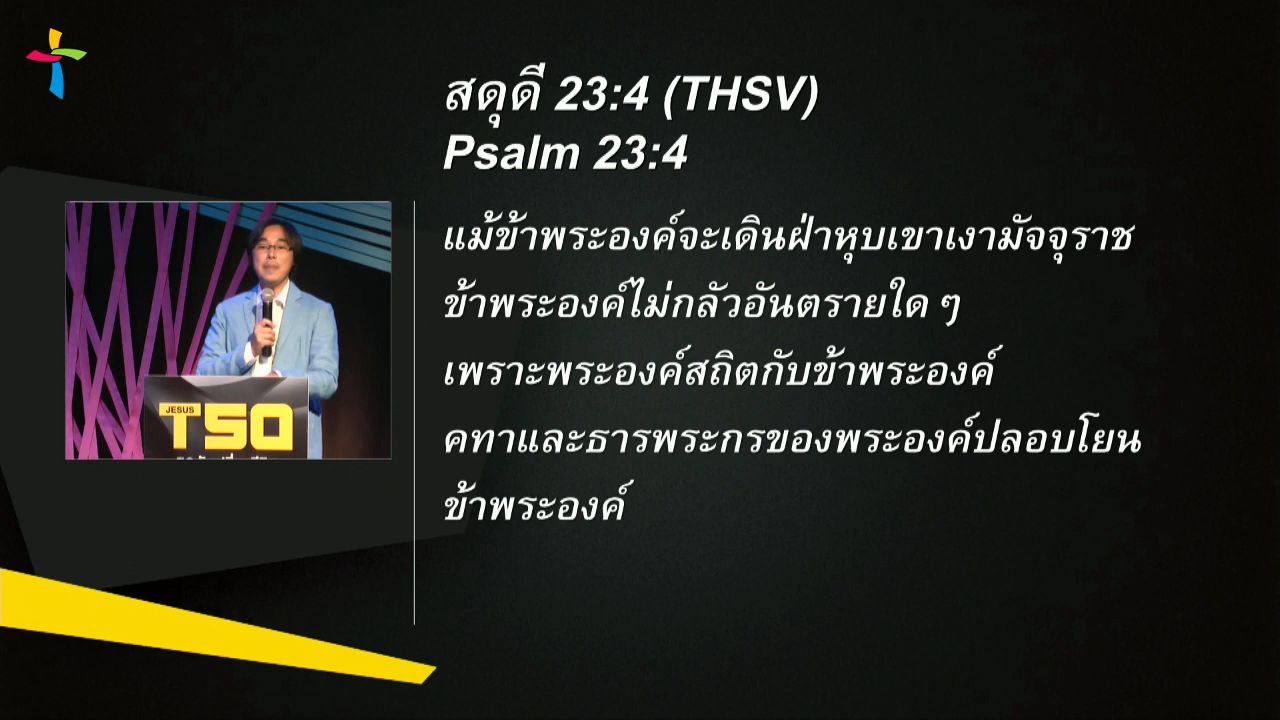 สดุดี 23:4 (THSV)
Psalm 23:4
แม้ข้าพระองค์จะเดินฝ่าหุบเขาเงามัจจุราช
ข้าพระองค์ไม่กลัวอันตรายใด ๆ
เพราะพระองค์สถิตกับข้าพระองค์
คทาและธารพระกรของพระองค์ปลอบโยน
ข้าพระองค์
JESUS
T50